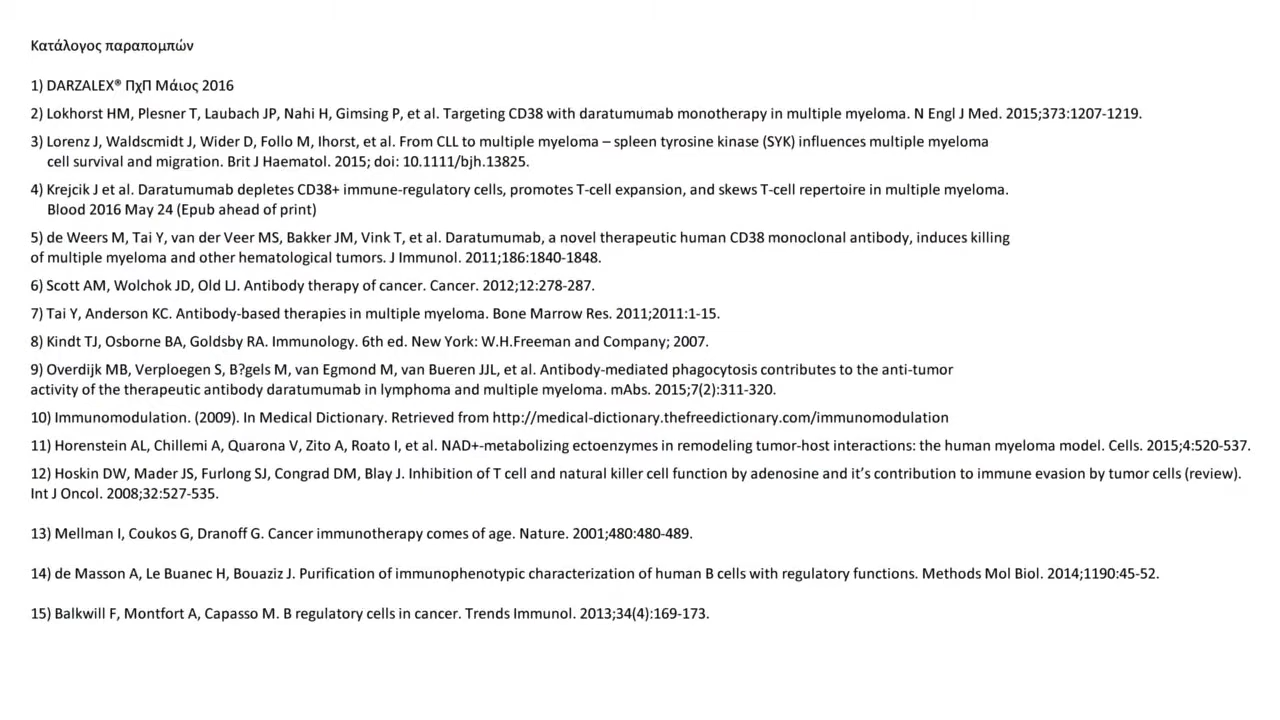 Κατάλογος παραπομπών
1) DARZALEX® ΠχΠ Μάιος 2016
2) Lokhorst HM, Plesner T, Laubach JP, Nahi H, Gimsing P, et al. Targeting CD38 with daratumumab monotherapy in multiple myeloma. N Engl J Med. 2015;373:1207-1219.
3) Lorenz J, Waldscmidt J, Wider D, Follo M, Ihorst, et al. From CLL to multiple myeloma – spleen tyrosine kinase (SYK) influences multiple myeloma
cell survival and migration. Brit J Haematol. 2015; doi: 10.1111/bjh.13825.
4) Krejcik J et al. Daratumumab depletes CD38+ immune-regulatory cells, promotes T-cell expansion, and skews T-cell repertoire in multiple myeloma.
Blood 2016 May 24 (Epub ahead of print)
5) de Weers M, Tai Y, van der Veer MS, Bakker JM, Vink T, et al. Daratumumab, a novel therapeutic human CD38 monoclonal antibody, induces killing
of multiple myeloma and other hematological tumors. J Immunol. 2011;186:1840-1848.
6) Scott AM, Wolchok JD, Old LJ. Antibody therapy of cancer. Cancer. 2012;12:278-287.
7) Tai Y, Anderson KC. Antibody-based therapies in multiple myeloma. Bone Marrow Res. 2011;2011:1-15.
8) Kindt TJ, Osborne BA, Goldsby RA. Immunology. 6th ed. New York: W.H.Freeman and Company; 2007.
9) Overdijk MB, Verploegen S, B?gels M, van Egmond M, van Bueren JJL, et al. Antibody-mediated phagocytosis contributes to the anti-tumor
activity of the therapeutic antibody daratumumab in lymphoma and multiple myeloma. mAbs. 2015;7(2):311-320.
10) Immunomodulation. (2009). In Medical Dictionary. Retrieved from http://medical-dictionary.thefreedictionary.com/immunomodulation
11) Horenstein AL, Chillemi A, Quarona V, Zito A, Roato I, et al. NAD+-metabolizing ectoenzymes in remodeling tumor-host interactions: the human myeloma model. Cells. 2015;4:520-537.
12) Hoskin DW, Mader JS, Furlong SJ, Congrad DM, Blay J. Inhibition of T cell and natural killer cell function by adenosine and it’s contribution to immune evasion by tumor cells (review).
Int J Oncol. 2008;32:527-535.
13) Mellman I, Coukos G, Dranoff G. Cancer immunotherapy comes of age. Nature. 2001;480:480-489.
14) de Masson A, Le Buanec H, Bouaziz J. Purification of immunophenotypic characterization of human B cells with regulatory functions. Methods Mol Biol. 2014;1190:45-52.
15) Balkwill F, Montfort A, Capasso M. B regulatory cells in cancer. Trends Immunol. 2013;34(4):169-173.